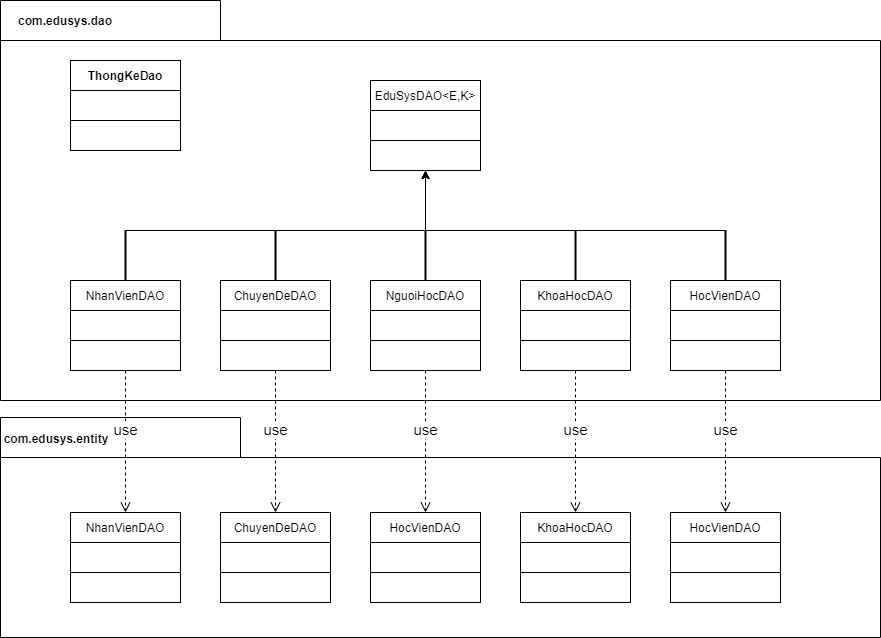 com.edusys.dao
ThongKeDao
EduSysDAO<E,K>
NhanVienDAO
ChuyenDeDAO
NguoiHocDAO
KhoaHocDAO
HocVienDAO
use
use
use
use
use
com.edusys.entity
NhanVienDAO
ChuyenDeDAO
HocVienDAO
KhoaHocDAO
HocVienDAO